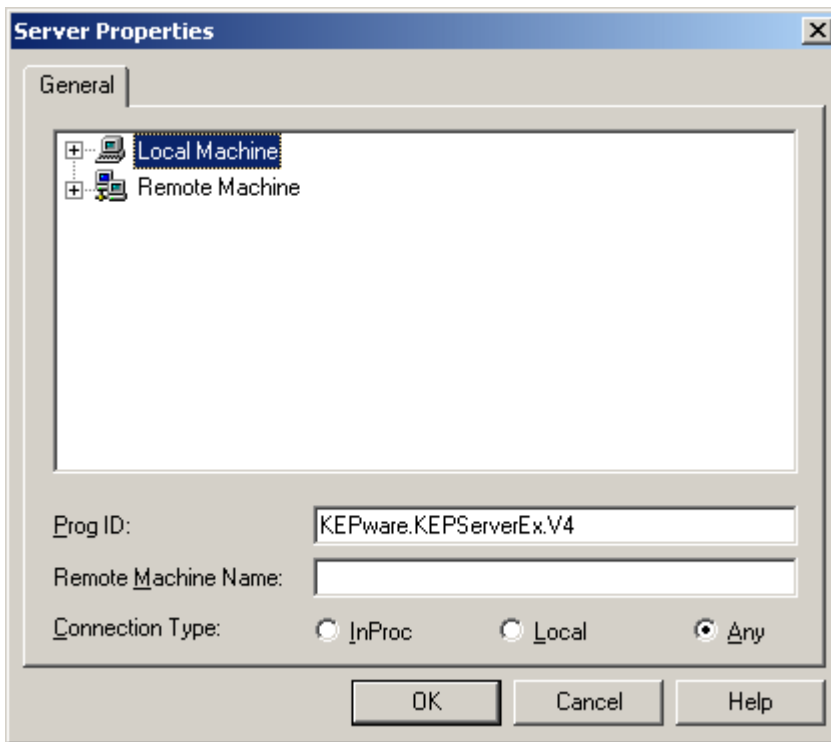 Server Properties
General
Local Machine
Remote Machine
Prog ID: KEPware.KEPServerEx.V4
Remote Machine Name:
Connection Type: InProc Local Any
OK Cancel Help